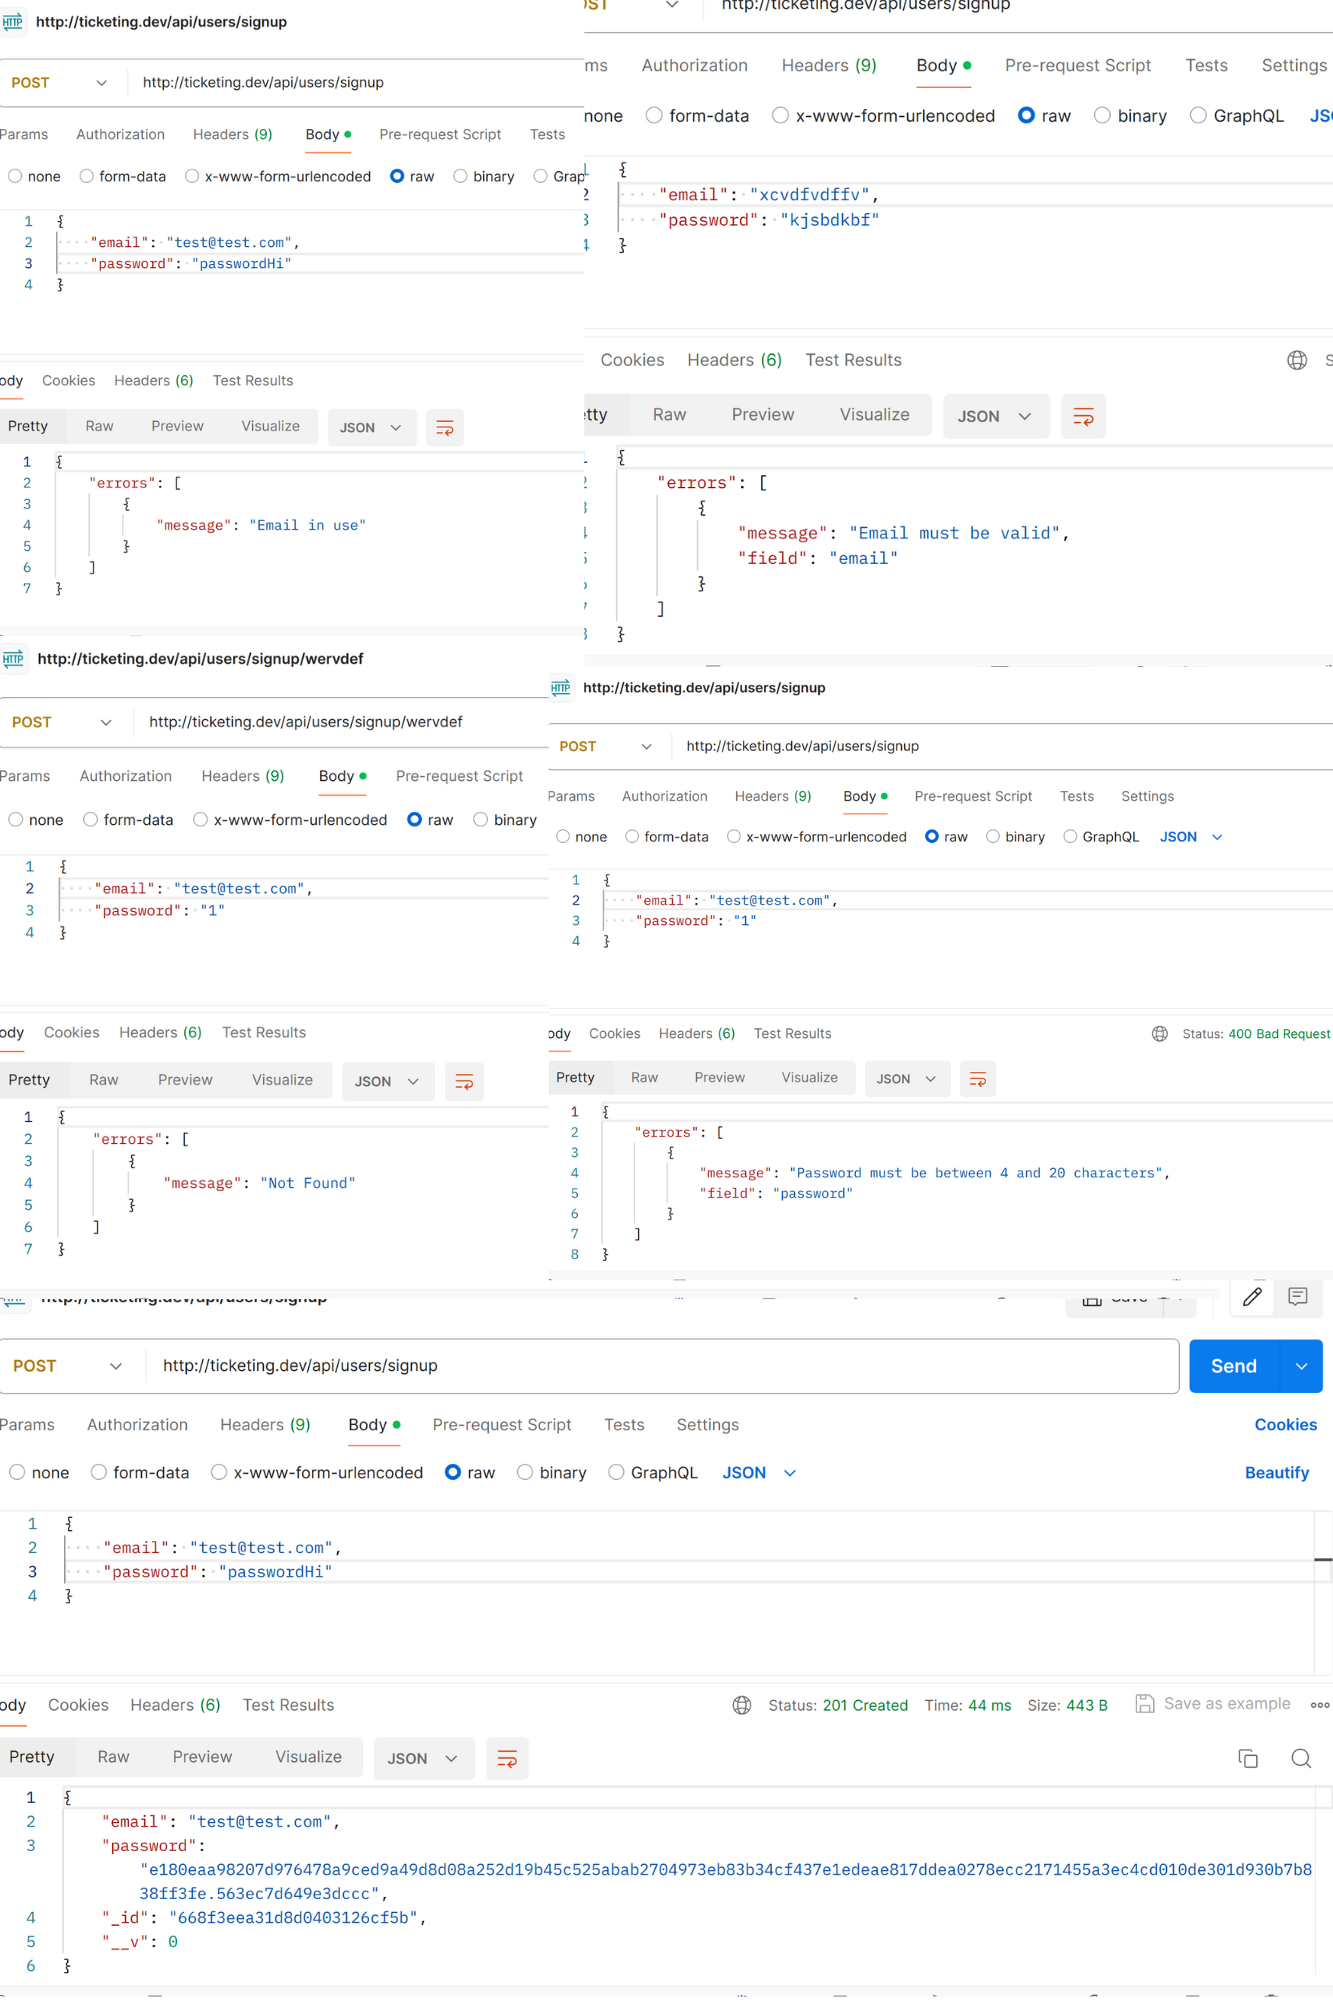 http://ticketing.dev/api/users/signup
POST http://ticketing.dev/api/users/signup
Params Authorization Headers (9) Body Pre-request Script Tests
none form-data x-www-form-urlencoded raw binary
1 {
2 "email": "test@test.com",
3 "password": "passwordHi"
4 }
Cookies Headers (6) Test Results
Pretty Raw Preview Visualize JSON
1 {
2 "errors": [
3 {
4 "message": "Email in use"
5 }
6 ]
7 }
http://ticketing.dev/api/users/signup
Authorization Headers (9) Body Pre-request Script Tests Settings
none form-data x-www-form-urlencoded raw binary GraphQL
{
2 "email": "xcvdfvdffv",
3 "password": "kjsbdkbf"
4 }
Cookies Headers (6) Test Results
Raw Preview Visualize JSON
{
"errors": [
{
"message": "Email must be valid",
"field": "email"
}
]
}
http://ticketing.dev/api/users/signup/wervdef
POST http://ticketing.dev/api/users/signup/wervdef
Params Authorization Headers (9) Body Pre-request Script
none form-data x-www-form-urlencoded raw binary
1 {
2 "email": "test@test.com",
3 "password": "1"
4 }
Cookies Headers (6) Test Results
Pretty Raw Preview Visualize JSON
1 {
2 "errors": [
3 {
4 "message": "Not Found"
5 }
6 ]
7 }
http://ticketing.dev/api/users/signup
POST http://ticketing.dev/api/users/signup
Params Authorization Headers (9) Body Pre-request Script Tests Settings
none form-data x-www-form-urlencoded raw binary GraphQL JSON
1 {
2 "email": "test@test.com",
3 "password": "1"
4 }
Cookies Headers (6) Test Results Status: 400 Bad Request
Pretty Raw Preview Visualize JSON
1 {
2 "errors": [
3 {
4 "message": "Password must be between 4 and 20 characters",
5 "field": "password"
6 }
7 ]
8 }
http://ticketing.dev/api/users/signup Save
POST http://ticketing.dev/api/users/signup Send
Params Authorization Headers (9) Body Pre-request Script Tests Settings Cookies
none form-data x-www-form-urlencoded raw binary GraphQL JSON Beautify
1 {
2 "email": "test@test.com",
3 "password": "passwordHi"
4 }
Cookies Headers (6) Test Results Status: 201 Created Time: 44 ms Size: 443 B Save as example
Pretty Raw Preview Visualize JSON
1 {
2 "email": "test@test.com",
3 "password":
"e180eaa98207d976478a9ced9a49d8d08a252d19b45c525abab2704973eb83b34cf437e1edeae817ddea0278ecc2171455a3ec4cd010de301d930b7b8
38ff3fe.563ec7d649e3dccc",
4 "_id": "668f3eea31d8d0403126cf5b",
5 "__v": 0
6 }